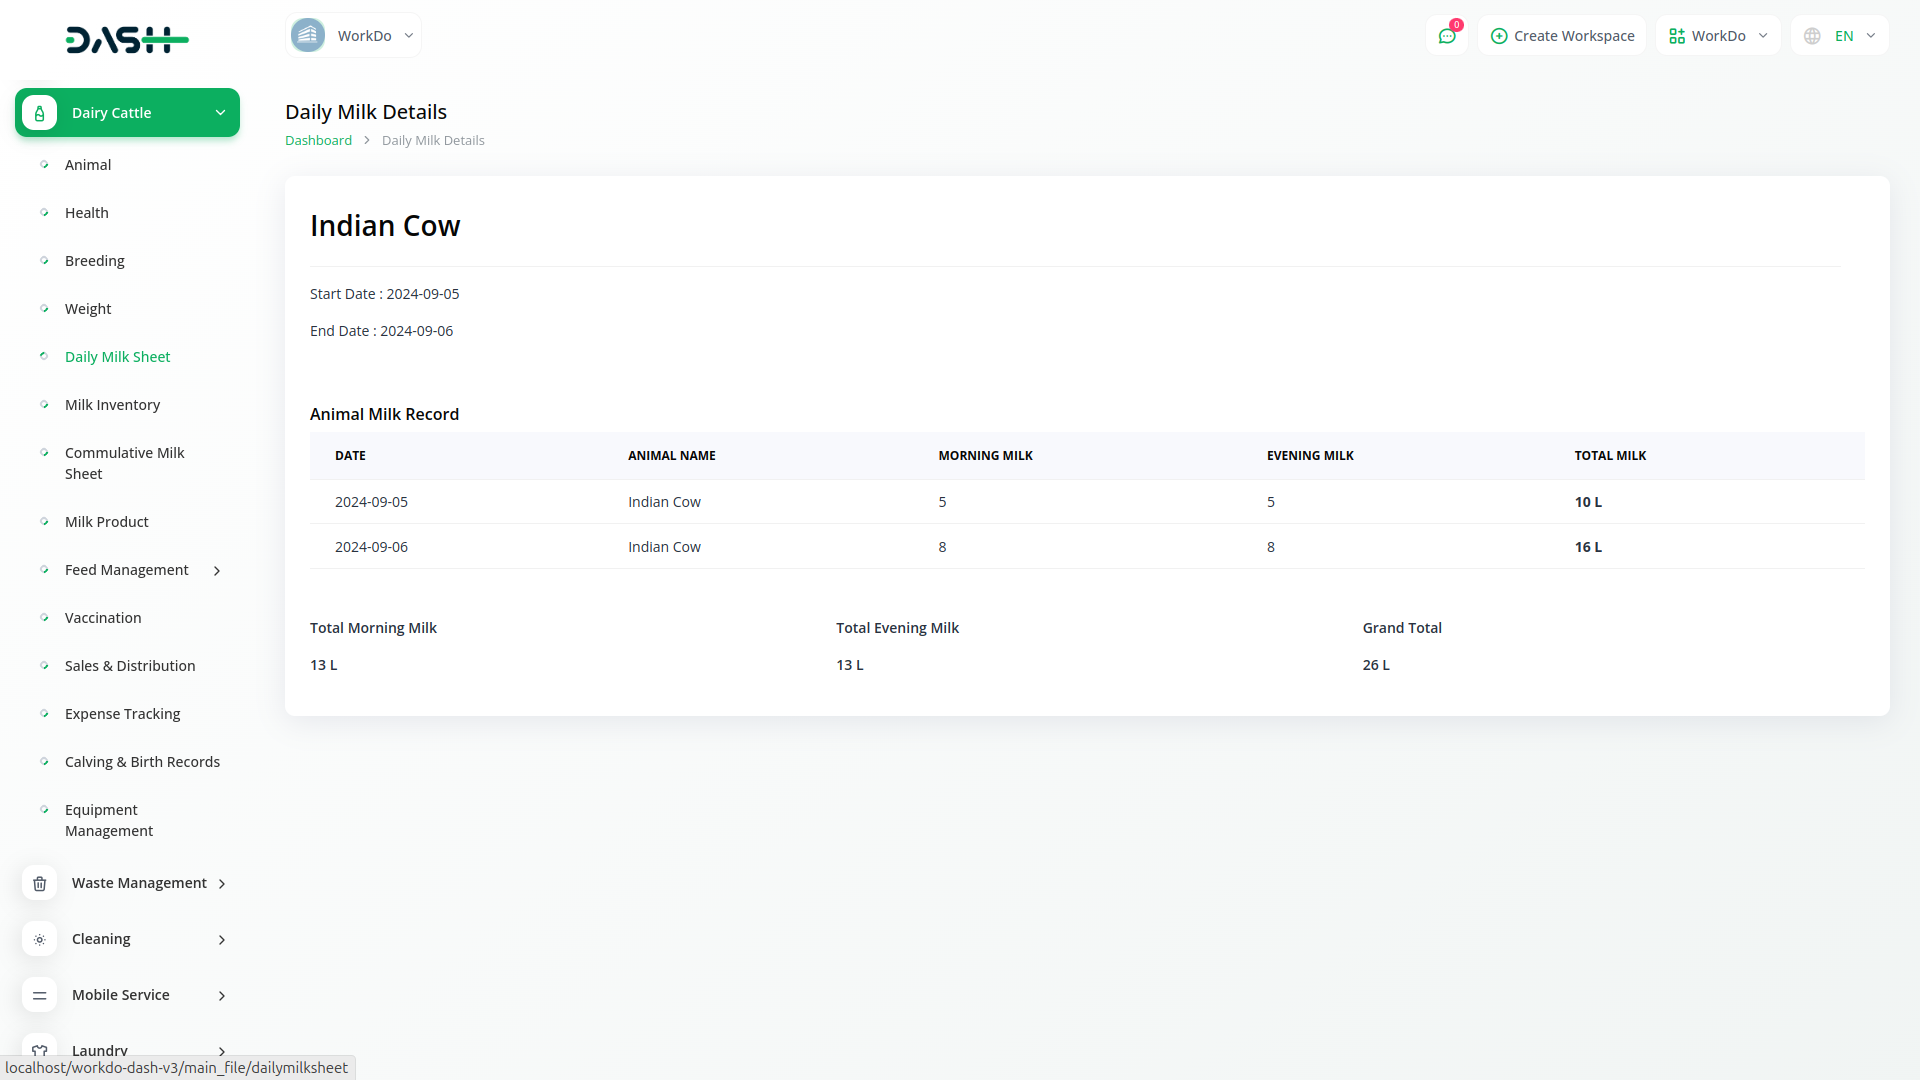 DASH
WorkDo
0
Create Workspace
WorkDo
EN
Dairy Cattle
Animal
Health
Breeding
Weight
Daily Milk Sheet
Milk Inventory
Commulative Milk
Sheet
Milk Product
Feed Management
Vaccination
Sales & Distribution
Expense Tracking
Calving & Birth Records
Equipment
Management
Waste Management
Cleaning
Mobile Service
Laundry
Daily Milk Details
Dashboard > Daily Milk Details
Indian Cow
Start Date : 2024-09-05
End Date : 2024-09-06
Animal Milk Record
DATE ANIMAL NAME MORNING MILK EVENING MILK TOTAL MILK
2024-09-05 Indian Cow 5 5 10 L
2024-09-06 Indian Cow 8 8 16 L
Total Morning Milk Total Evening Milk Grand Total
13 L 13 L 26 L
localhost/workdo-dash-v3/main_file/dailymilksheet